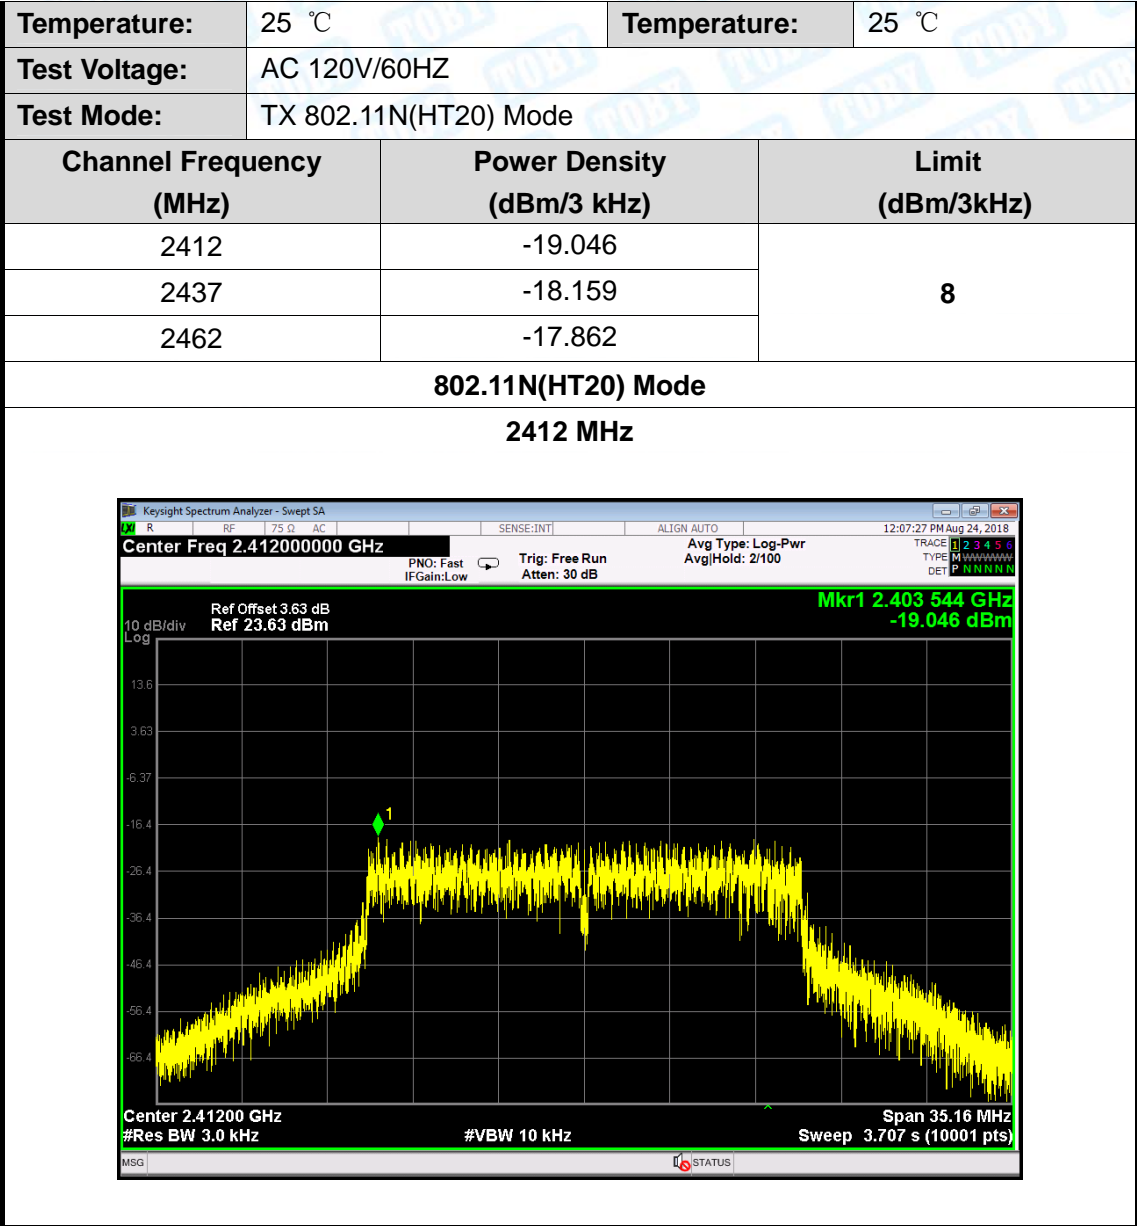 Temperature: 25 ℃ Temperature: 25 ℃
Test Voltage: AC 120V/60HZ
Test Mode: TX 802.11N(HT20) Mode
Channel Frequency (MHz) Power Density (dBm/3 kHz) Limit (dBm/3kHz)
2412 -19.046 8
2437 -18.159
2462 -17.862
802.11N(HT20) Mode
2412 MHz
Keysight Spectrum Analyzer - Swept SA
LXI R RF 75 Ω AC SENSE:INT ALIGN AUTO 12:07:27 PM Aug 24, 2018
Center Freq 2.412000000 GHz Avg Type: Log-Pwr TRACE 1 2 3 4 5 6
PNO: Fast Trig: Free Run Avg|Hold: 2/100 TYPE M WWWWW
IFGain:Low Atten: 30 dB DET P N N N N N
Mkr1 2.403 544 GHz
-19.046 dBm
Ref Offset 3.63 dB
10 dB/div Ref 23.63 dBm
Log
13.6
3.63
-6.37
1
-16.4
-26.4
-36.4
-46.4
-56.4
-66.4
Center 2.41200 GHz Span 35.16 MHz
#Res BW 3.0 kHz #VBW 10 kHz Sweep 3.707 s (10001 pts)
MSG STATUS
TOBY